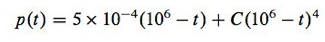 p(t) = 5 × 10⁻⁴(10⁶ − t) + C(10⁶ − t)⁴